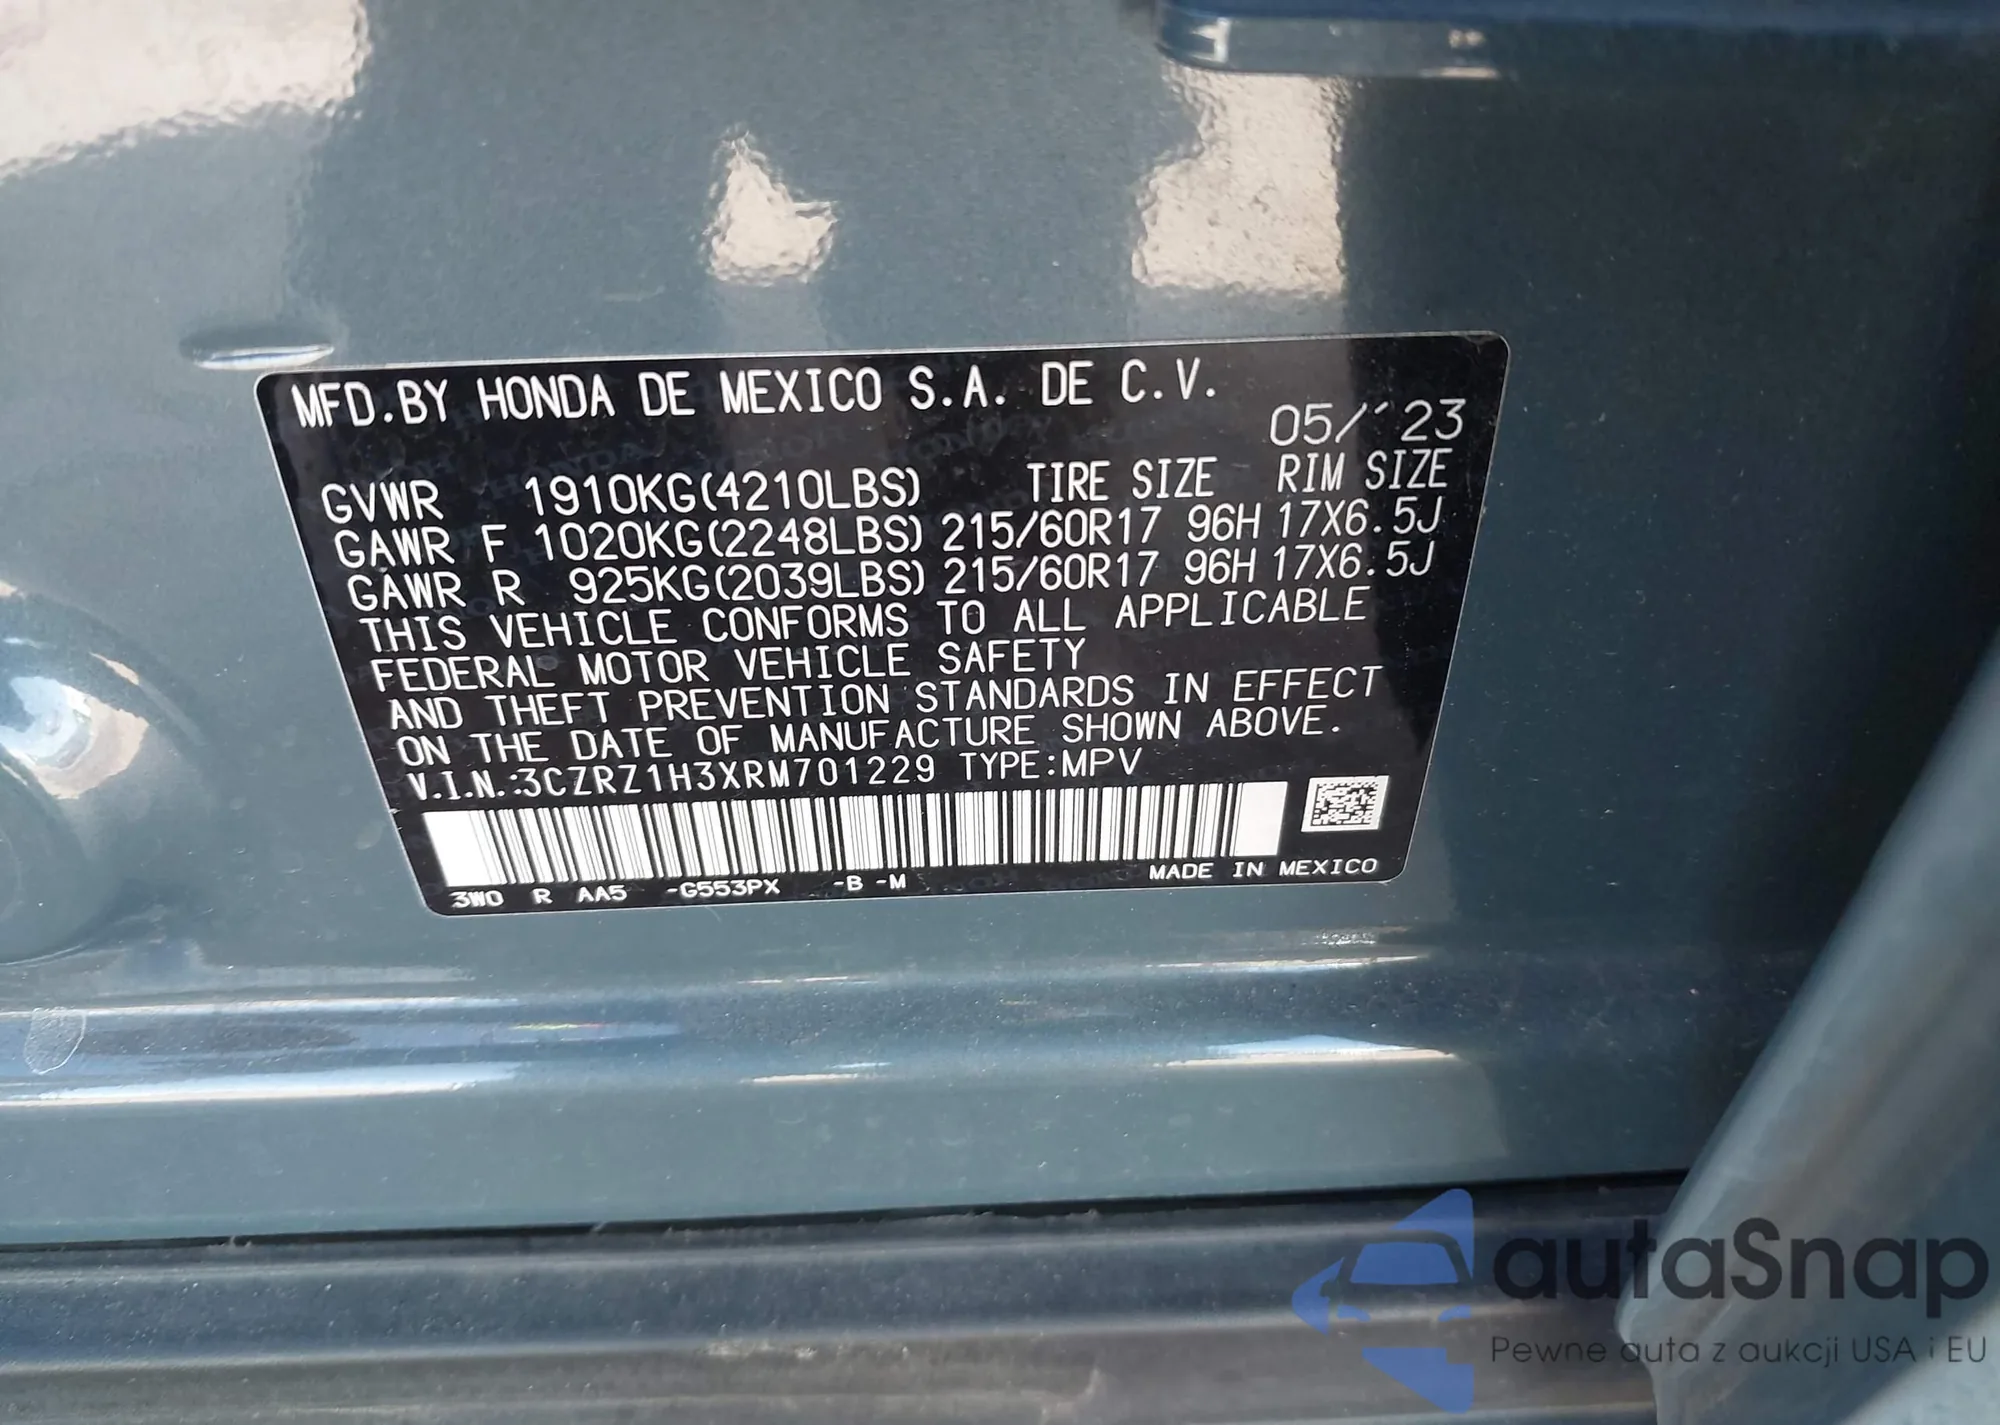 MFD.BY HONDA DE MEXICO S.A. DE C.V.
05/'23
GVWR 1910KG(4210LBS) TIRE SIZE RIM SIZE
GAWR F 1020KG(2248LBS) 215/60R17 96H 17X6.5J
GAWR R 925KG(2039LBS) 215/60R17 96H 17X6.5J
THIS VEHICLE CONFORMS TO ALL APPLICABLE
FEDERAL MOTOR VEHICLE SAFETY
AND THEFT PREVENTION STANDARDS IN EFFECT
ON THE DATE OF MANUFACTURE SHOWN ABOVE.
V.I.N.:3CZRZ1H3XRM701229 TYPE:MPV
3W0 R AA5 -G553PX -B -M MADE IN MEXICO
autaSnap
Pewne auta z aukcji USA i EU